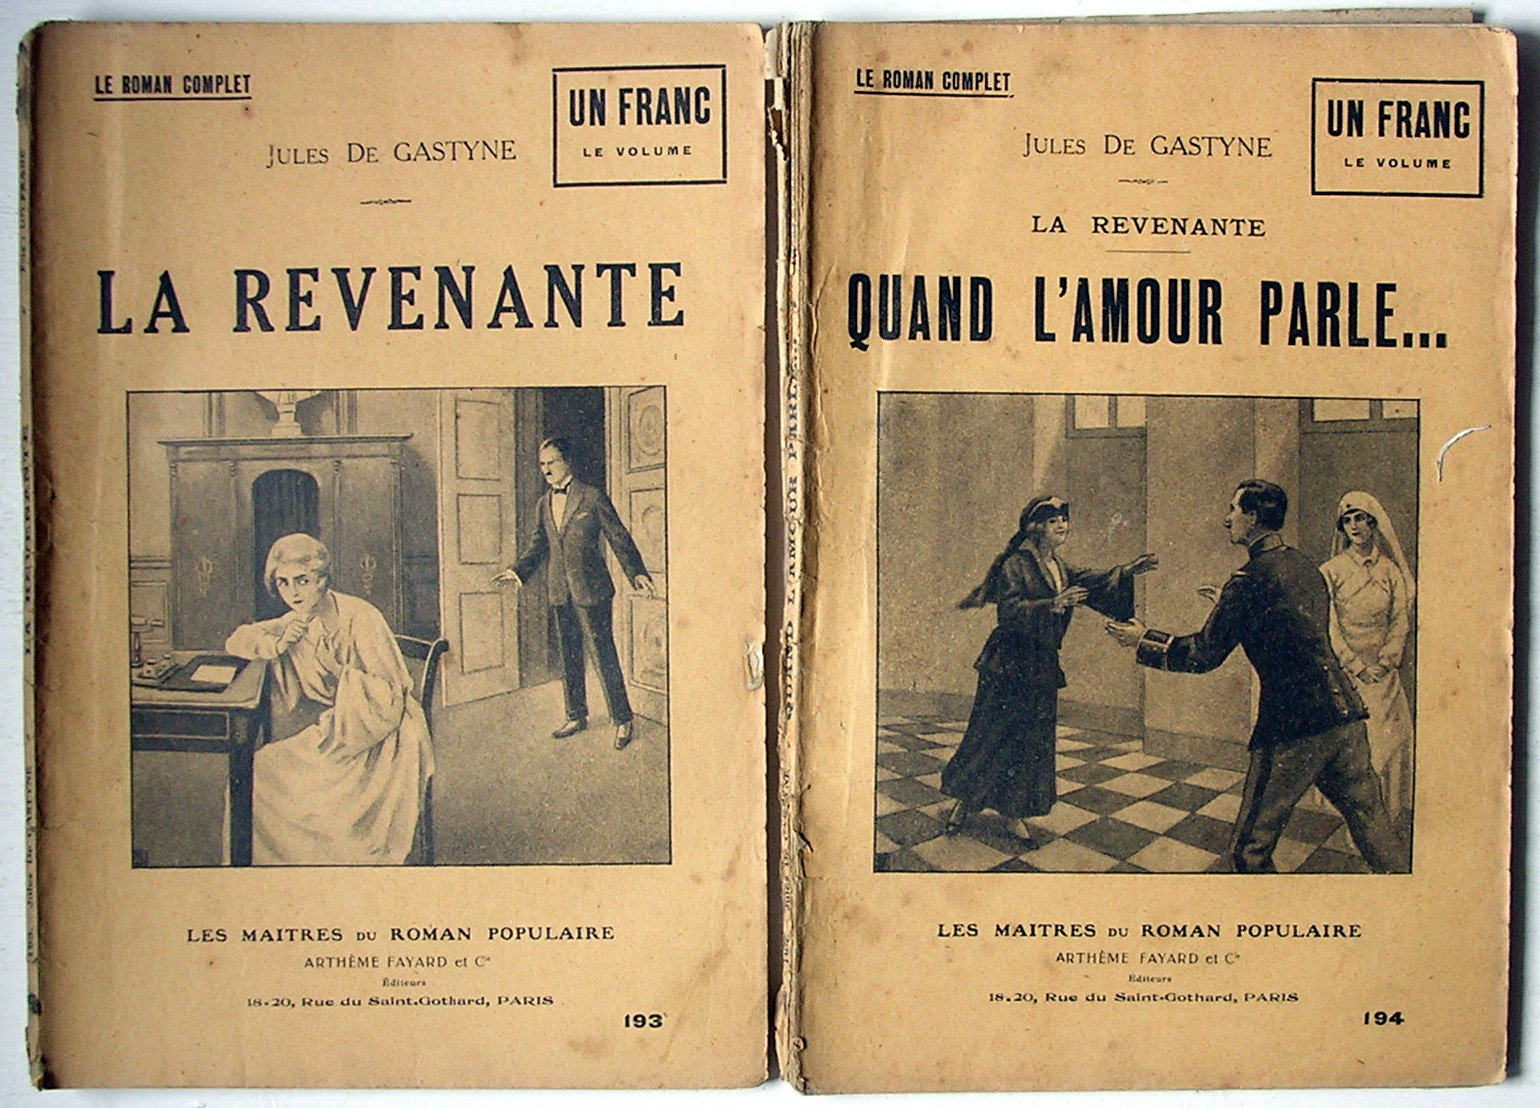 LE ROMAN COMPLET
UN FRANC
LE VOLUME
JULES DE GASTYNE
LA REVENANTE
LES MAITRES DU ROMAN POPULAIRE
ARTHÈME FAYARD et Cie
Éditeurs
18-20, Rue du Saint-Gothard, PARIS
193
QUAND L'AMOUR PARLE...
LE ROMAN COMPLET
UN FRANC
LE VOLUME
JULES DE GASTYNE
LA REVENANTE
QUAND L'AMOUR PARLE...
LES MAITRES DU ROMAN POPULAIRE
ARTHÈME FAYARD et Cie
Éditeurs
18-20, Rue du Saint-Gothard, PARIS
194